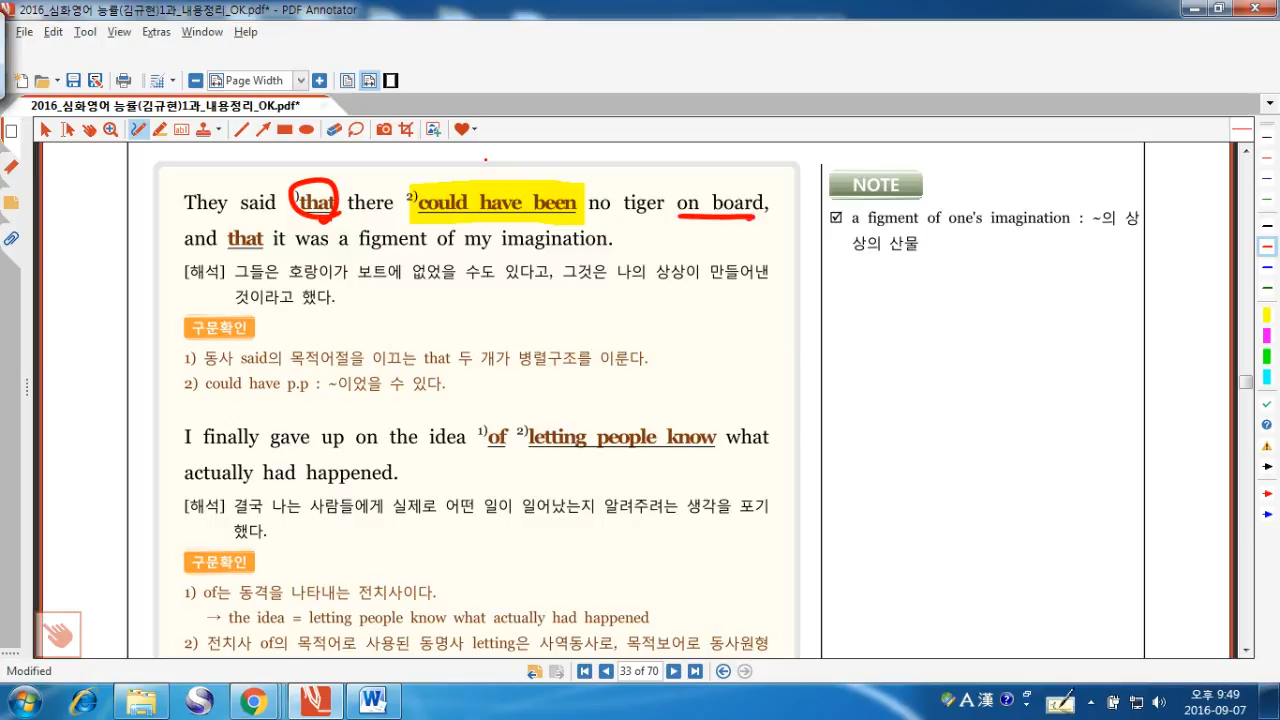 2016_심화영어 능률(김규현)1과_내용정리_OK.pdf* - PDF Annotator
File Edit Tool View Extras Window Help
Page Width
2016_심화영어 능률(김규현)1과_내용정리_OK.pdf*
They said 1)that there 2)could have been no tiger on board,
and that it was a figment of my imagination.
[해석] 그들은 호랑이가 보트에 없었을 수도 있다고, 그것은 나의 상상이 만들어낸
것이라고 했다.
구문확인
1) 동사 said의 목적어절을 이끄는 that 두 개가 병렬구조를 이룬다.
2) could have p.p : ~이었을 수 있다.
I finally gave up on the idea 1)of 2)letting people know what
actually had happened.
[해석] 결국 나는 사람들에게 실제로 어떤 일이 일어났는지 알려주려는 생각을 포기
했다.
구문확인
1) of는 동격을 나타내는 전치사이다.
→ the idea = letting people know what actually had happened
2) 전치사 of의 목적어로 사용된 동명사 letting은 사역동사로, 목적보어로 동사원형
NOTE
a figment of one's imagination : ~의 상
상의 산물
Modified
33 of 70
A 漢
오후 9:49
2016-09-07